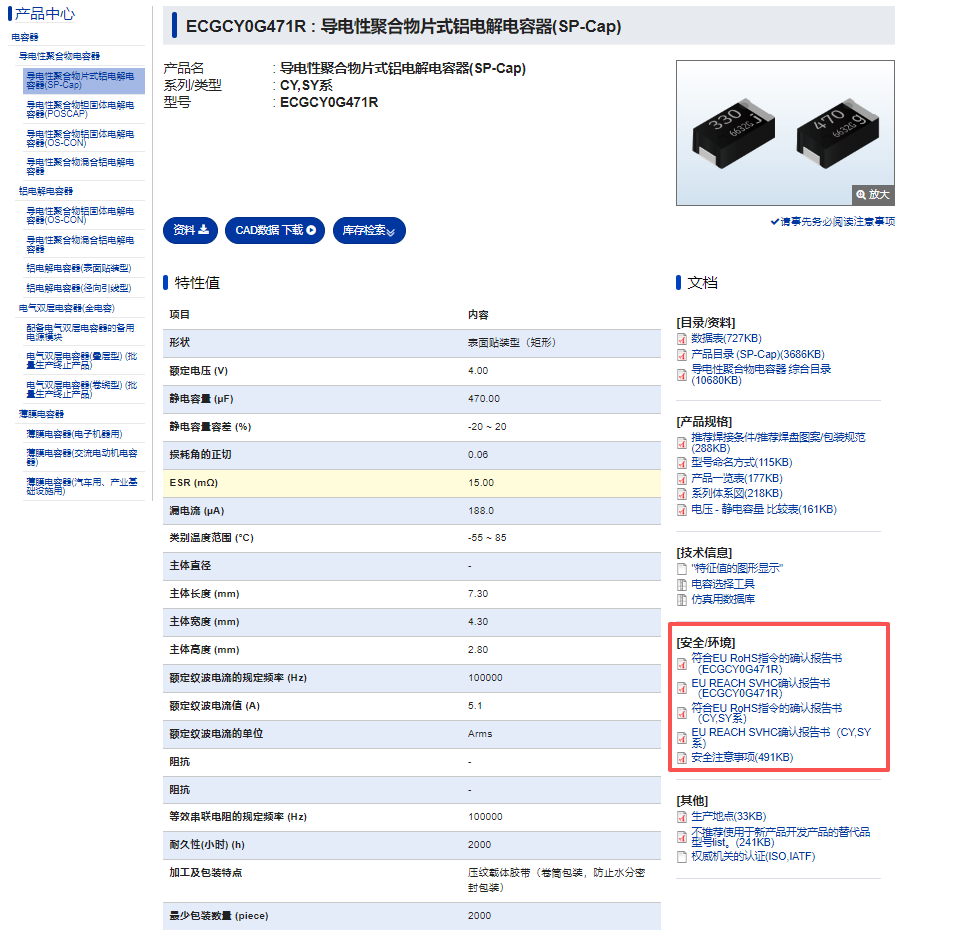 产品中心
电容器
导电性聚合物电容器
导电性聚合物片式铝电解电
容器(SP-Cap)
导电性聚合物钽固体电解电
容器(POSCAP)
导电性聚合物铝固体电解电
容器(OS-CON)
导电性聚合物混合铝电解电
容器
铝电解电容器
导电性聚合物铝固体电解电
容器(OS-CON)
导电性聚合物混合铝电解电
容器
铝电解电容器(表面贴装型)
铝电解电容器(径向引线型)
电气双层电容器(金电容)
配备电气双层电容器的备用
电源模块
电气双层电容器(叠层型) (批
量生产终止产品)
电气双层电容器(卷绕型) (批
量生产终止产品)
薄膜电容器
薄膜电容器(电子机器用)
薄膜电容器(交流电动机电容
器)
薄膜电容器(汽车用、产业基
础设施用)
ECGCY0G471R : 导电性聚合物片式铝电解电容器(SP-Cap)
产品名 : 导电性聚合物片式铝电解电容器(SP-Cap)
系列/类型 : CY,SY系
型号 : ECGCY0G471R
330 j
6632G
470 g
6632G
放大
请事先务必阅读注意事项
资料 CAD数据 下载 库存检索
特性值
项目 内容
形状 表面贴装型（矩形）
额定电压 (V) 4.00
静电容量 (μF) 470.00
静电容量容差 (%) -20 ~ 20
损耗角的正切 0.06
ESR (mΩ) 15.00
漏电流 (μA) 188.0
类别温度范围 (°C) -55 ~ 85
主体直径 -
主体长度 (mm) 7.30
主体宽度 (mm) 4.30
主体高度 (mm) 2.80
额定纹波电流的规定频率 (Hz) 100000
额定纹波电流值 (A) 5.1
额定纹波电流的单位 Arms
阻抗 -
阻抗 -
等效串联电阻的规定频率 (Hz) 100000
耐久性(小时) (h) 2000
加工及包装特点 压纹载体胶带（卷筒包装，防止水分密
封包装）
最少包装数量 (piece) 2000
文档
[目录/资料]
数据表(727KB)
产品目录 (SP-Cap)(3686KB)
导电性聚合物电容器 综合目录
(10680KB)
[产品规格]
推荐焊接条件/推荐焊盘图案/包装规范
(288KB)
型号命名方式(115KB)
产品一览表(177KB)
系列体系図(218KB)
电压 - 静电容量 比较表(161KB)
[技术信息]
"特征值的图形显示"
电容选择工具
仿真用数据库
[安全/环境]
符合EU RoHS指令的确认报告书
（ECGCY0G471R）
EU REACH SVHC确认报告书
（ECGCY0G471R）
符合EU RoHS指令的确认报告书
（CY,SY系）
EU REACH SVHC确认报告书（CY,SY
系）
安全注意事项(491KB)
[其他]
生产地点(33KB)
不推荐使用于新产品开发产品的替代品
型号list。(241KB)
权威机关的认证(ISO,IATF)